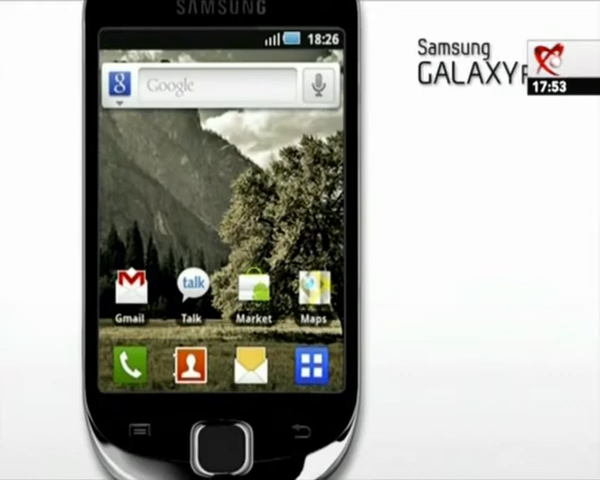 SAMSUNG
18:26
Google
Gmail
talk
Talk
Market
Maps
Samsung
GALAXY
17:53